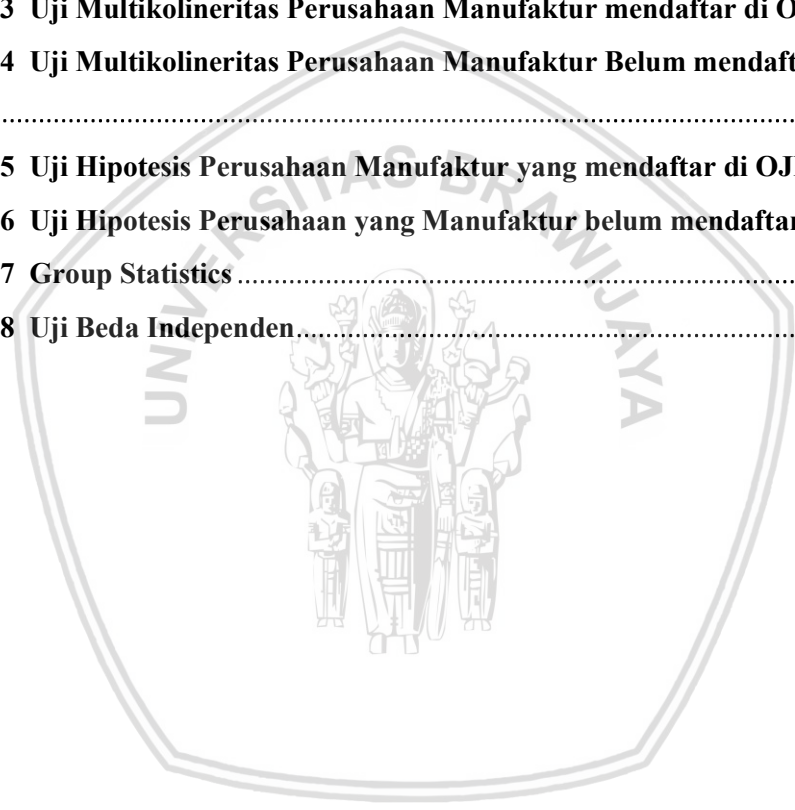 3 Uji Multikolineritas Perusahaan Manufaktur mendaftar di O
4 Uji Multikolineritas Perusahaan Manufaktur Belum mendaft
................................................................................
5 Uji Hipotesis Perusahaan Manufaktur yang mendaftar di OJ
6 Uji Hipotesis Perusahaan yang Manufaktur belum mendaftar
7 Group Statistics ................................................................................
8 Uji Beda Independen................................................................................
UNIVERSITAS BRAWIJAYA